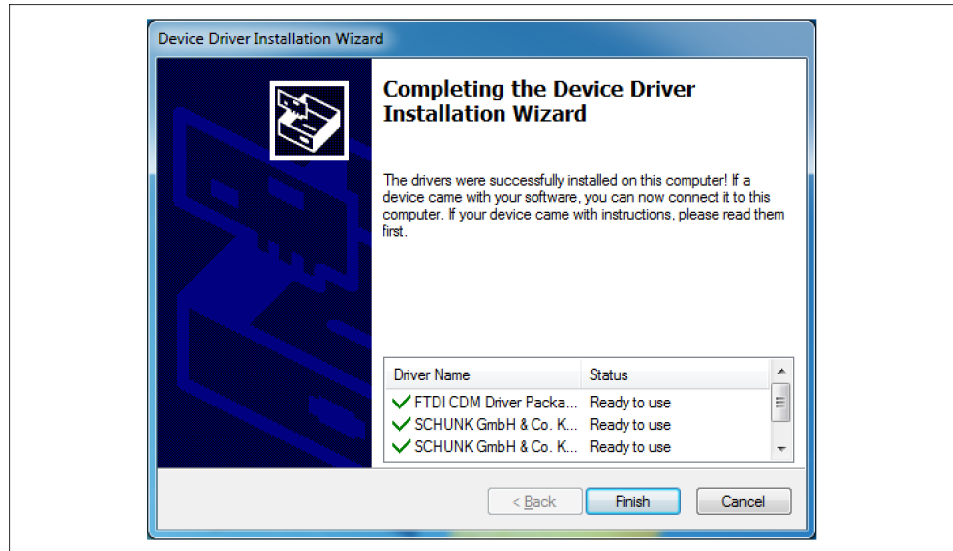 Device Driver Installation Wizard
Completing the Device Driver
Installation Wizard
The drivers were successfully installed on this computer! If a
device came with your software, you can now connect it to this
computer. If your device came with instructions, please read them
first.
Driver Name Status
FTDI CDM Driver Packa... Ready to use
SCHUNK GmbH & Co. K... Ready to use
SCHUNK GmbH & Co. K... Ready to use
< Back Finish Cancel